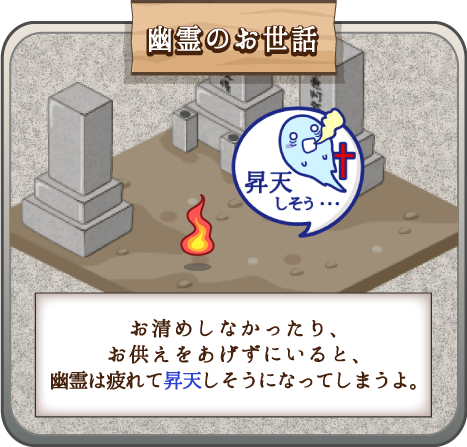 幽霊のお世話
昇天
しそう…
お清めしなかったり、
お供えをあげずにいると、
幽霊は疲れて昇天しそうになってしまうよ。